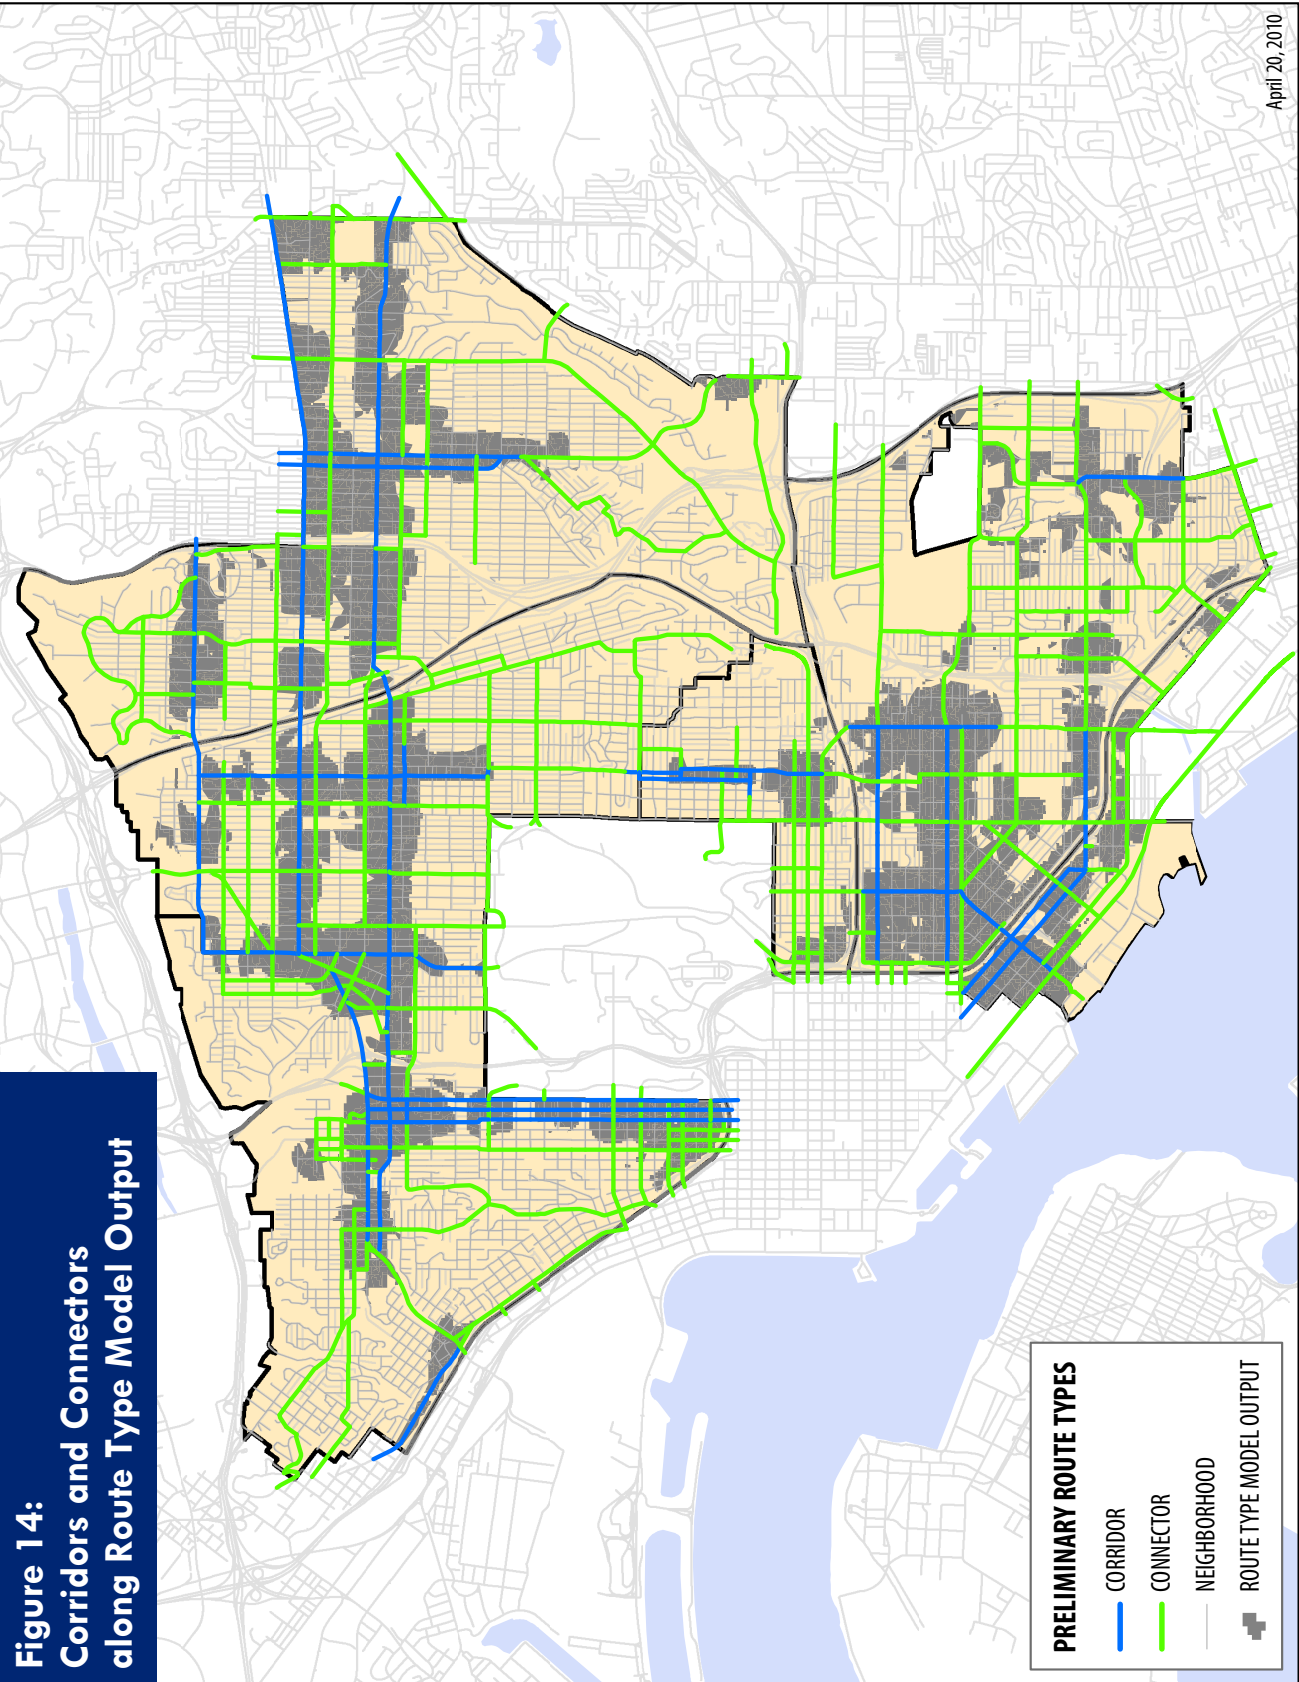 Figure 14:
Corridors and Connectors
along Route Type Model Output
PRELIMINARY ROUTE TYPES
CORRIDOR
CONNECTOR
NEIGHBORHOOD
ROUTE TYPE MODEL OUTPUT
April 20, 2010